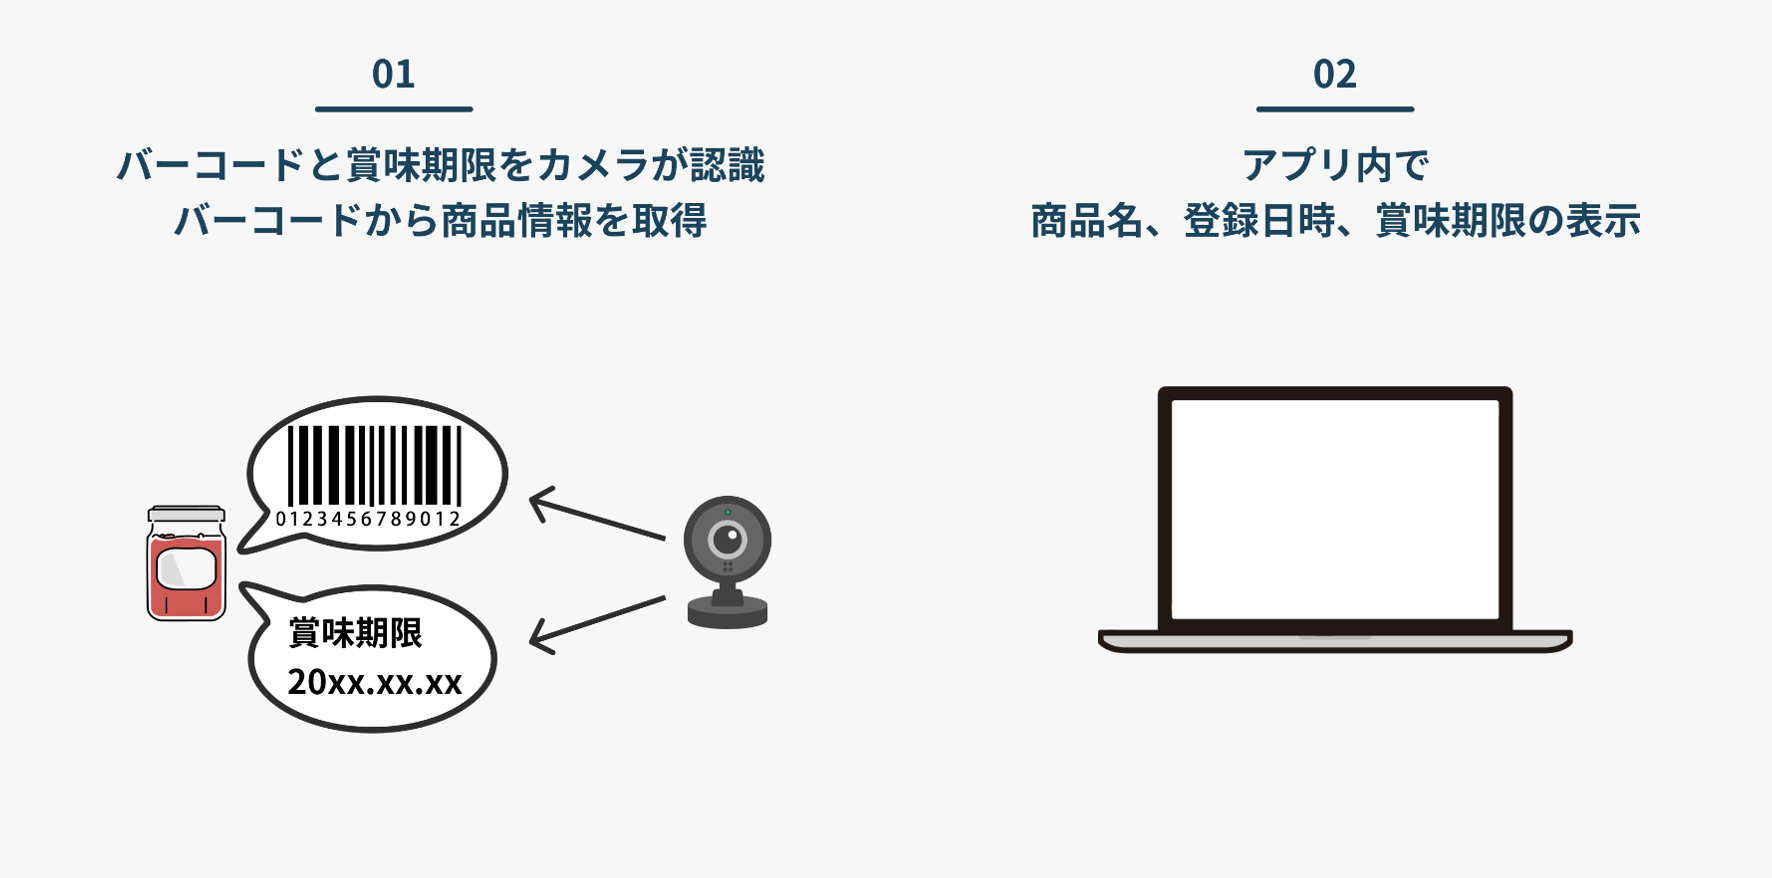 01
バーコードと賞味期限をカメラが認識
バーコードから商品情報を取得
0123456789012
賞味期限
20xx.xx.xx
02
アプリ内で
商品名、登録日時、賞味期限の表示